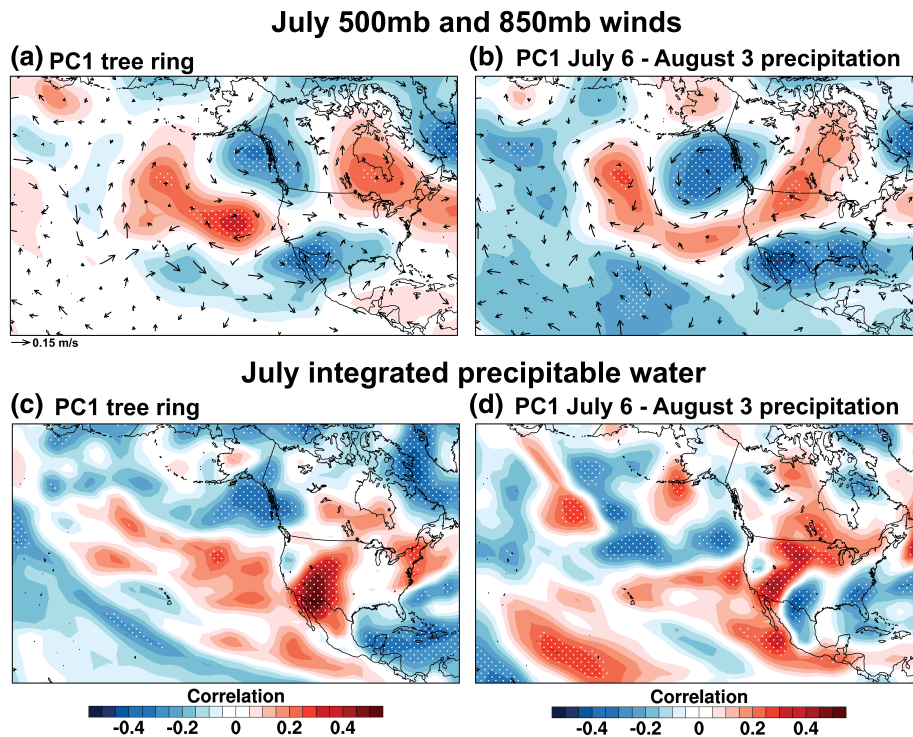 July 500mb and 850mb winds
(a) PC1 tree ring
(b) PC1 July 6 - August 3 precipitation
0.15 m/s
July integrated precipitable water
(c) PC1 tree ring
(d) PC1 July 6 - August 3 precipitation
Correlation
-0.4 -0.2 0 0.2 0.4
Correlation
-0.4 -0.2 0 0.2 0.4